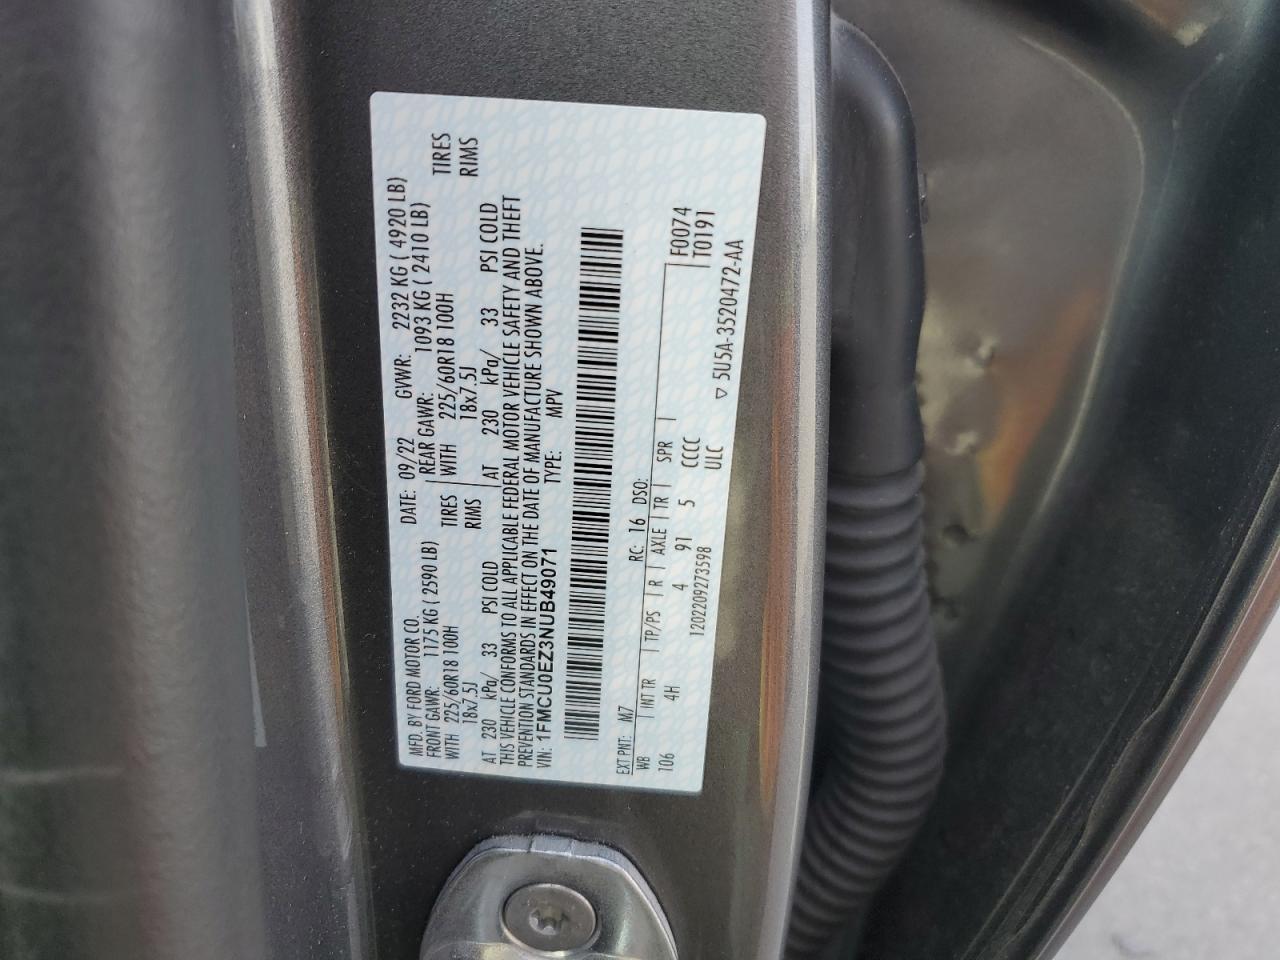 MFD. BY FORD MOTOR CO.
DATE: 09/22 GVWR: 2232 KG ( 4920 LB)
FRONT GAWR: 1175 KG ( 2590 LB) REAR GAWR: 1093 KG ( 2410 LB)
WITH 225/60R18 100H TIRES WITH 225/60R18 100H TIRES
18x7.5J RIMS 18x7.5J RIMS
AT 230 kPa/ 33 PSI COLD AT 230 kPa/ 33 PSI COLD
THIS VEHICLE CONFORMS TO ALL APPLICABLE FEDERAL MOTOR VEHICLE SAFETY AND THEFT
PREVENTION STANDARDS IN EFFECT ON THE DATE OF MANUFACTURE SHOWN ABOVE.
VIN: 1FMCU0EZ3NUB49071 TYPE: MPV
EXT PNT: M7 RC: 16 DSO:
WB INT TR TP/PS R AXLE TR SPR F0074
106 4H 4 91 5 CCCC T0191
1202209273598 ULC
5U5A-3520472-AA